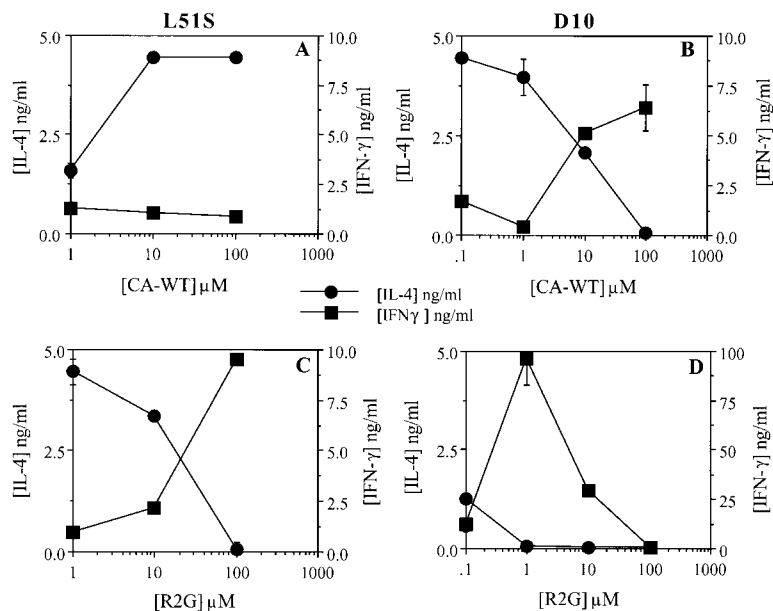 L51S
D10
A
5.0
2.5
0.0
[IL-4] ng/ml
10.0
7.5
5.0
2.5
0.0
[IFN-γ] ng/ml
1 10 100 1000
[CA-WT] µM
B
5.0
2.5
0.0
[IL-4] ng/ml
10.0
7.5
5.0
2.5
0.0
[IFN-γ] ng/ml
.1 1 10 100 1000
[CA-WT] µM
[IL-4] ng/ml
[IFNγ ] ng/ml
C
5.0
2.5
0.0
[IL-4] ng/ml
10.0
7.5
5.0
2.5
0.0
[IFN-γ] ng/ml
1 10 100 1000
[R2G] µM
D
5.0
2.5
0.0
[IL-4] ng/ml
100
75
50
25
0
[IFN-γ] ng/ml
.1 1 10 100 1000
[R2G] µM